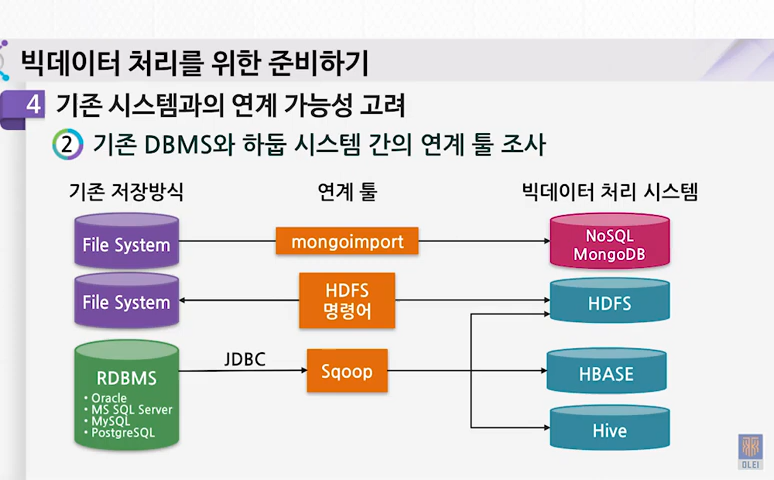 빅데이터 처리를 위한 준비하기
4 기존 시스템과의 연계 가능성 고려
② 기존 DBMS와 하둡 시스템 간의 연계 툴 조사
기존 저장방식
연계 툴
빅데이터 처리 시스템
File System
mongoimport
NoSQL
MongoDB
File System
HDFS
명령어
HDFS
RDBMS
• Oracle
• MS SQL Server
• MySQL
• PostgreSQL
JDBC
Sqoop
HBASE
Hive
OLEI